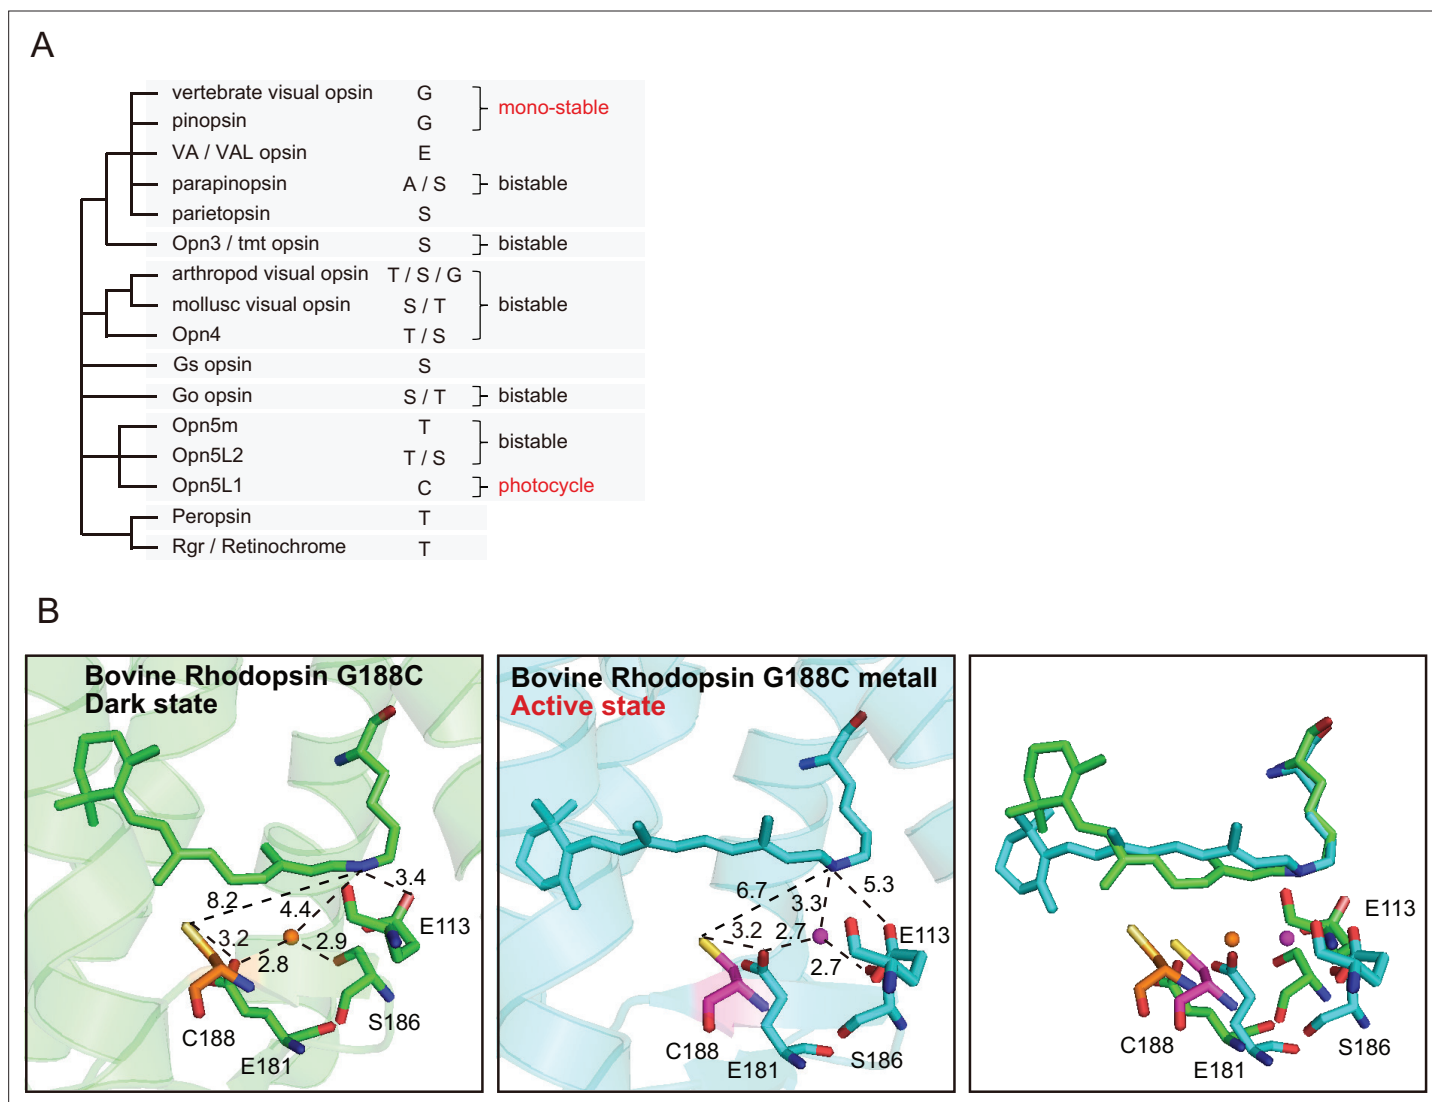 A
vertebrate visual opsin G mono-stable
pinopsin G
VA / VAL opsin E
parapinopsin A / S bistable
parietopsin S
Opn3 / tmt opsin S bistable
arthropod visual opsin T / S / G
mollusc visual opsin S / T bistable
Opn4 T / S
Gs opsin S
Go opsin S / T bistable
Opn5m T
bistable
Opn5L2 T / S
Opn5L1 C photocycle
Peropsin T
Rgr / Retinochrome T
B
Bovine Rhodopsin G188C
Dark state
8.2
3.4
4.4
3.2
2.9
2.8
E113
S186
C188
E181
Bovine Rhodopsin G188C metaII
Active state
6.7
5.3
3.3
3.2
2.7
2.7
E113
C188
E181
S186
E113
C188
E181
S186